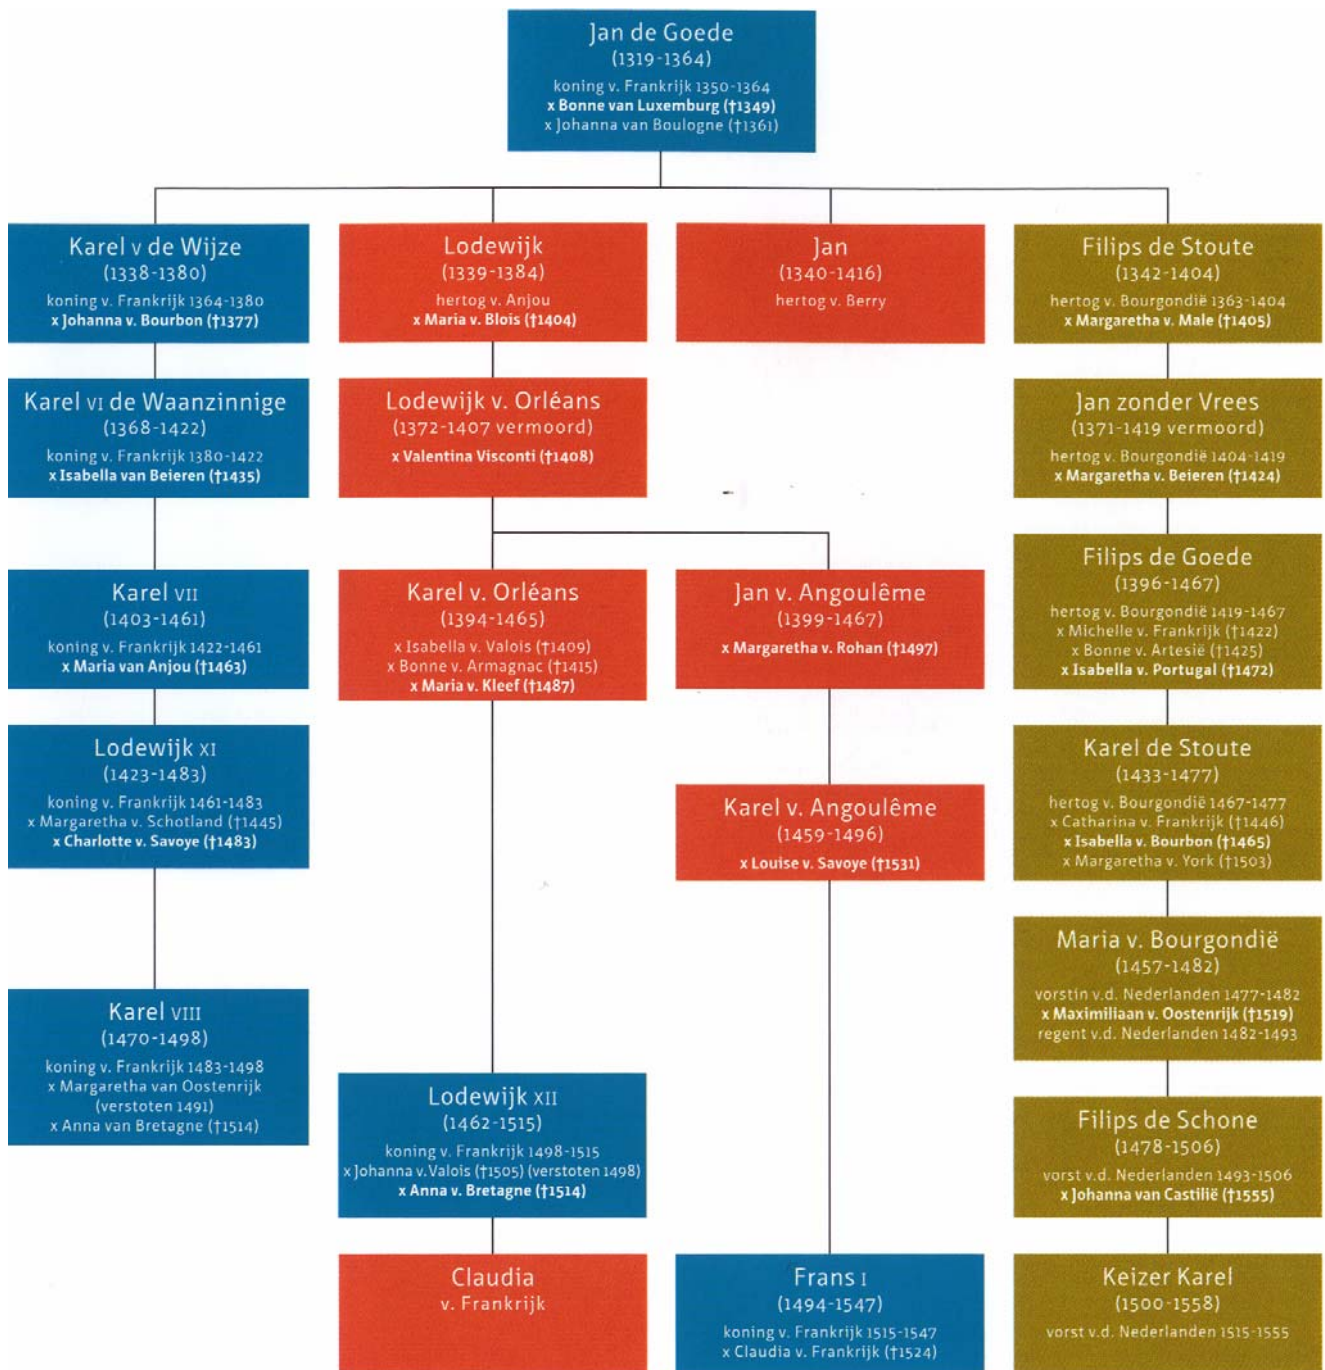 Jan de Goede
(1319-1364)
koning v. Frankrijk 1350-1364
x Bonne van Luxemburg (†1349)
x Johanna van Boulogne (†1361)
Karel V de Wijze
(1338-1380)
koning v. Frankrijk 1364-1380
x Johanna v. Bourbon (†1377)
Lodewijk
(1339-1384)
hertog v. Anjou
x Maria v. Blois (†1404)
Jan
(1340-1416)
hertog v. Berry
Filips de Stoute
(1342-1404)
hertog v. Bourgondië 1363-1404
x Margaretha v. Male (†1405)
Karel VI de Waanzinnige
(1368-1422)
koning v. Frankrijk 1380-1422
x Isabella van Beieren (†1435)
Lodewijk v. Orléans
(1372-1407 vermoord)
x Valentina Visconti (†1408)
Jan zonder Vrees
(1371-1419 vermoord)
hertog v. Bourgondië 1404-1419
x Margaretha v. Beieren (†1424)
Karel VII
(1403-1461)
koning v. Frankrijk 1422-1461
x Maria van Anjou (†1463)
Karel v. Orléans
(1394-1465)
x Isabella v. Valois (†1409)
x Bonne v. Armagnac (†1415)
x Maria v. Kleef (†1487)
Jan v. Angoulême
(1399-1467)
x Margaretha v. Rohan (†1497)
Filips de Goede
(1396-1467)
hertog v. Bourgondië 1419-1467
x Michelle v. Frankrijk (†1422)
x Bonne v. Artesië (†1425)
x Isabella v. Portugal (†1472)
Lodewijk XI
(1423-1483)
koning v. Frankrijk 1461-1483
x Margaretha v. Schotland (†1445)
x Charlotte v. Savoye (†1483)
Karel v. Angoulême
(1459-1496)
x Louise v. Savoye (†1531)
Karel de Stoute
(1433-1477)
hertog v. Bourgondië 1467-1477
x Catharina v. Frankrijk (†1446)
x Isabella v. Bourbon (†1465)
x Margaretha v. York (†1503)
Maria v. Bourgondië
(1457-1482)
vorstin v.d. Nederlanden 1477-1482
x Maximiliaan v. Oostenrijk (†1519)
regent v.d. Nederlanden 1482-1493
Karel VIII
(1470-1498)
koning v. Frankrijk 1483-1498
x Margaretha van Oostenrijk
(verstoten 1491)
x Anna van Bretagne (†1514)
Lodewijk XII
(1462-1515)
koning v. Frankrijk 1498-1515
x Johanna v. Valois (†1505) (verstoten 1498)
x Anna v. Bretagne (†1514)
Filips de Schone
(1478-1506)
vorst v.d. Nederlanden 1493-1506
x Johanna van Castilië (†1555)
Claudia
v. Frankrijk
Frans I
(1494-1547)
koning v. Frankrijk 1515-1547
x Claudia v. Frankrijk (†1524)
Keizer Karel
(1500-1558)
vorst v.d. Nederlanden 1515-1555